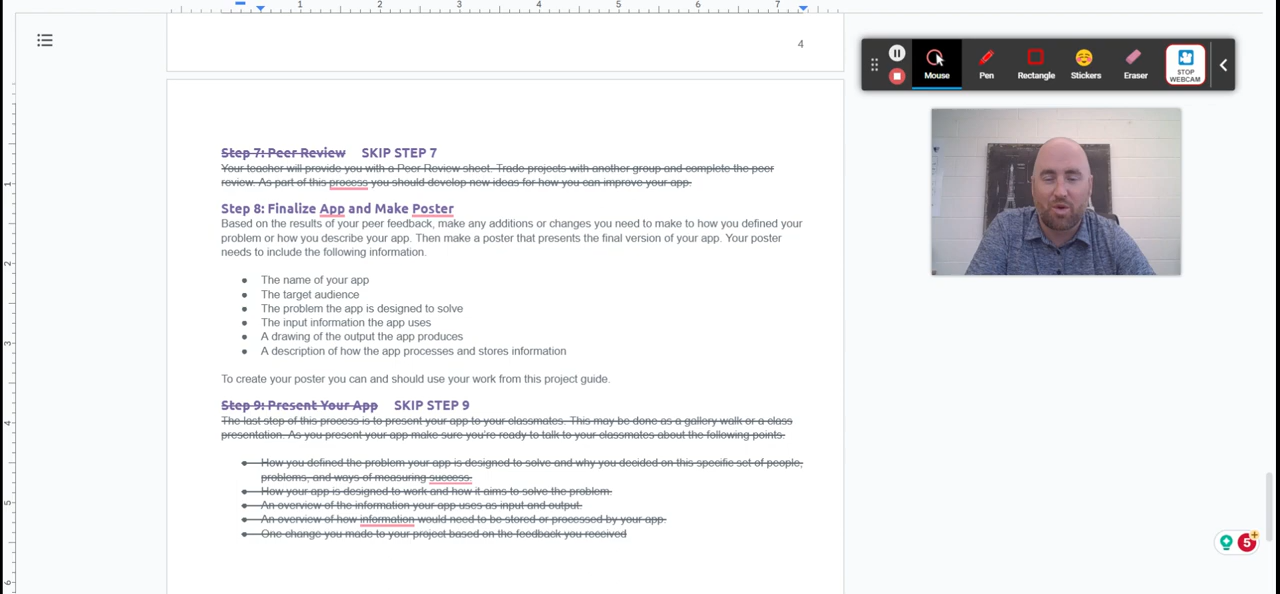 1 2 3 4 5 6 7
4
Mouse Pen Rectangle Stickers Eraser STOP
WEBCAM
Step 7: Peer Review SKIP STEP 7
Your teacher will provide you with a Peer Review sheet. Trade projects with another group and complete the peer
review. As part of this process you should develop new ideas for how you can improve your app.
Step 8: Finalize App and Make Poster
Based on the results of your peer feedback, make any additions or changes you need to make to how you defined your
problem or how you describe your app. Then make a poster that presents the final version of your app. Your poster
needs to include the following information.
● The name of your app
● The target audience
● The problem the app is designed to solve
● The input information the app uses
● A drawing of the output the app produces
● A description of how the app processes and stores information
To create your poster you can and should use your work from this project guide.
Step 9: Present Your App SKIP STEP 9
The last step of this process is to present your app to your classmates. This may be done as a gallery walk or a class
presentation. As you present your app make sure you're ready to talk to your classmates about the following points.
● How you defined the problem your app is designed to solve and why you decided on this specific set of people,
problems, and ways of measuring success.
● How your app is designed to work and how it aims to solve the problem.
● An overview of the information your app uses as input and output.
● An overview of how information would need to be stored or processed by your app.
● One change you made to your project based on the feedback you received
1
2
3
4
5
6
5